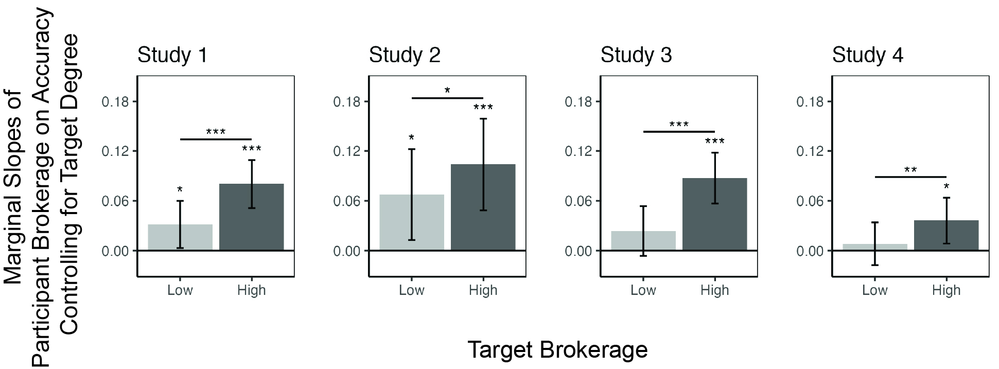 Marginal Slopes of
Participant Brokerage on Accuracy
Controlling for Target Degree
Study 1
0.18
0.12
0.06
0.00
***
***
*
Low High
Study 2
0.18
0.12
0.06
0.00
*
***
*
Low High
Study 3
0.18
0.12
0.06
0.00
***
***
Low High
Study 4
0.18
0.12
0.06
0.00
**
*
Low High
Target Brokerage